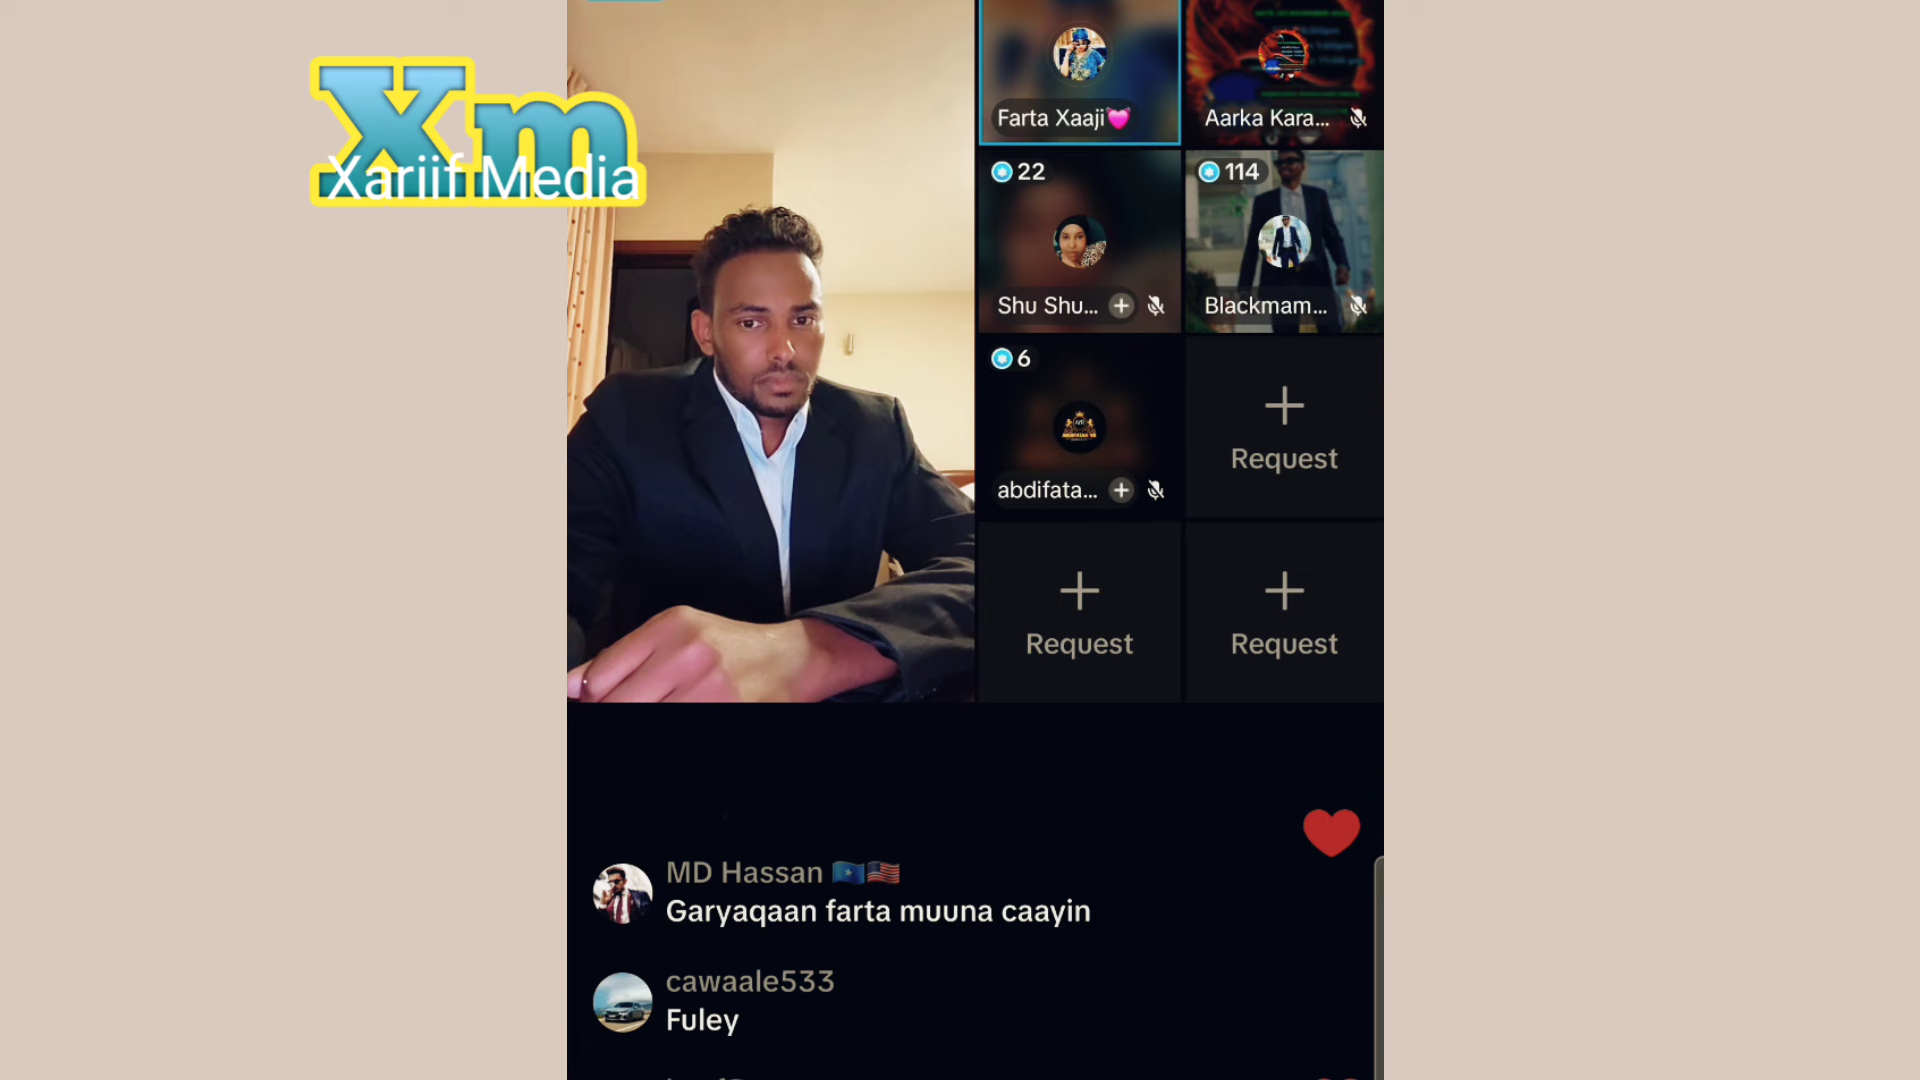 Xm
Xariif Media
Farta Xaaji💓
Aarka Kara...
22
114
Shu Shu...
Blackmam...
6
abdifata...
Request
Request
Request
MD Hassan 🇸🇴🇺🇸
Garyaqaan farta muuna caayin
cawaale533
Fuley